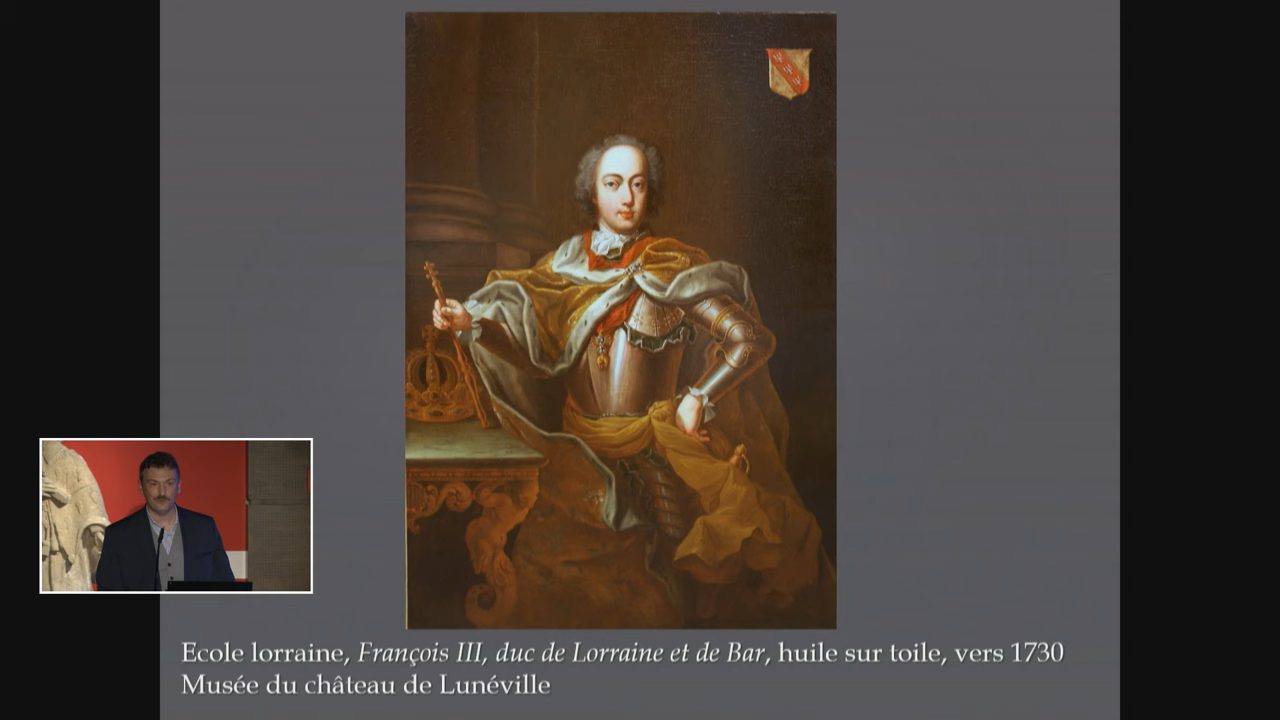 Ecole lorraine, François III, duc de Lorraine et de Bar, huile sur toile, vers 1730
Musée du château de Lunéville